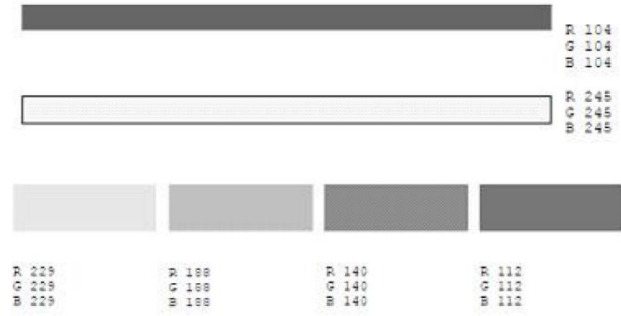 R 104
G 104
B 104
R 245
G 245
B 245
R 229
G 229
B 229
R 188
G 188
B 188
R 140
G 140
B 140
R 112
G 112
B 112